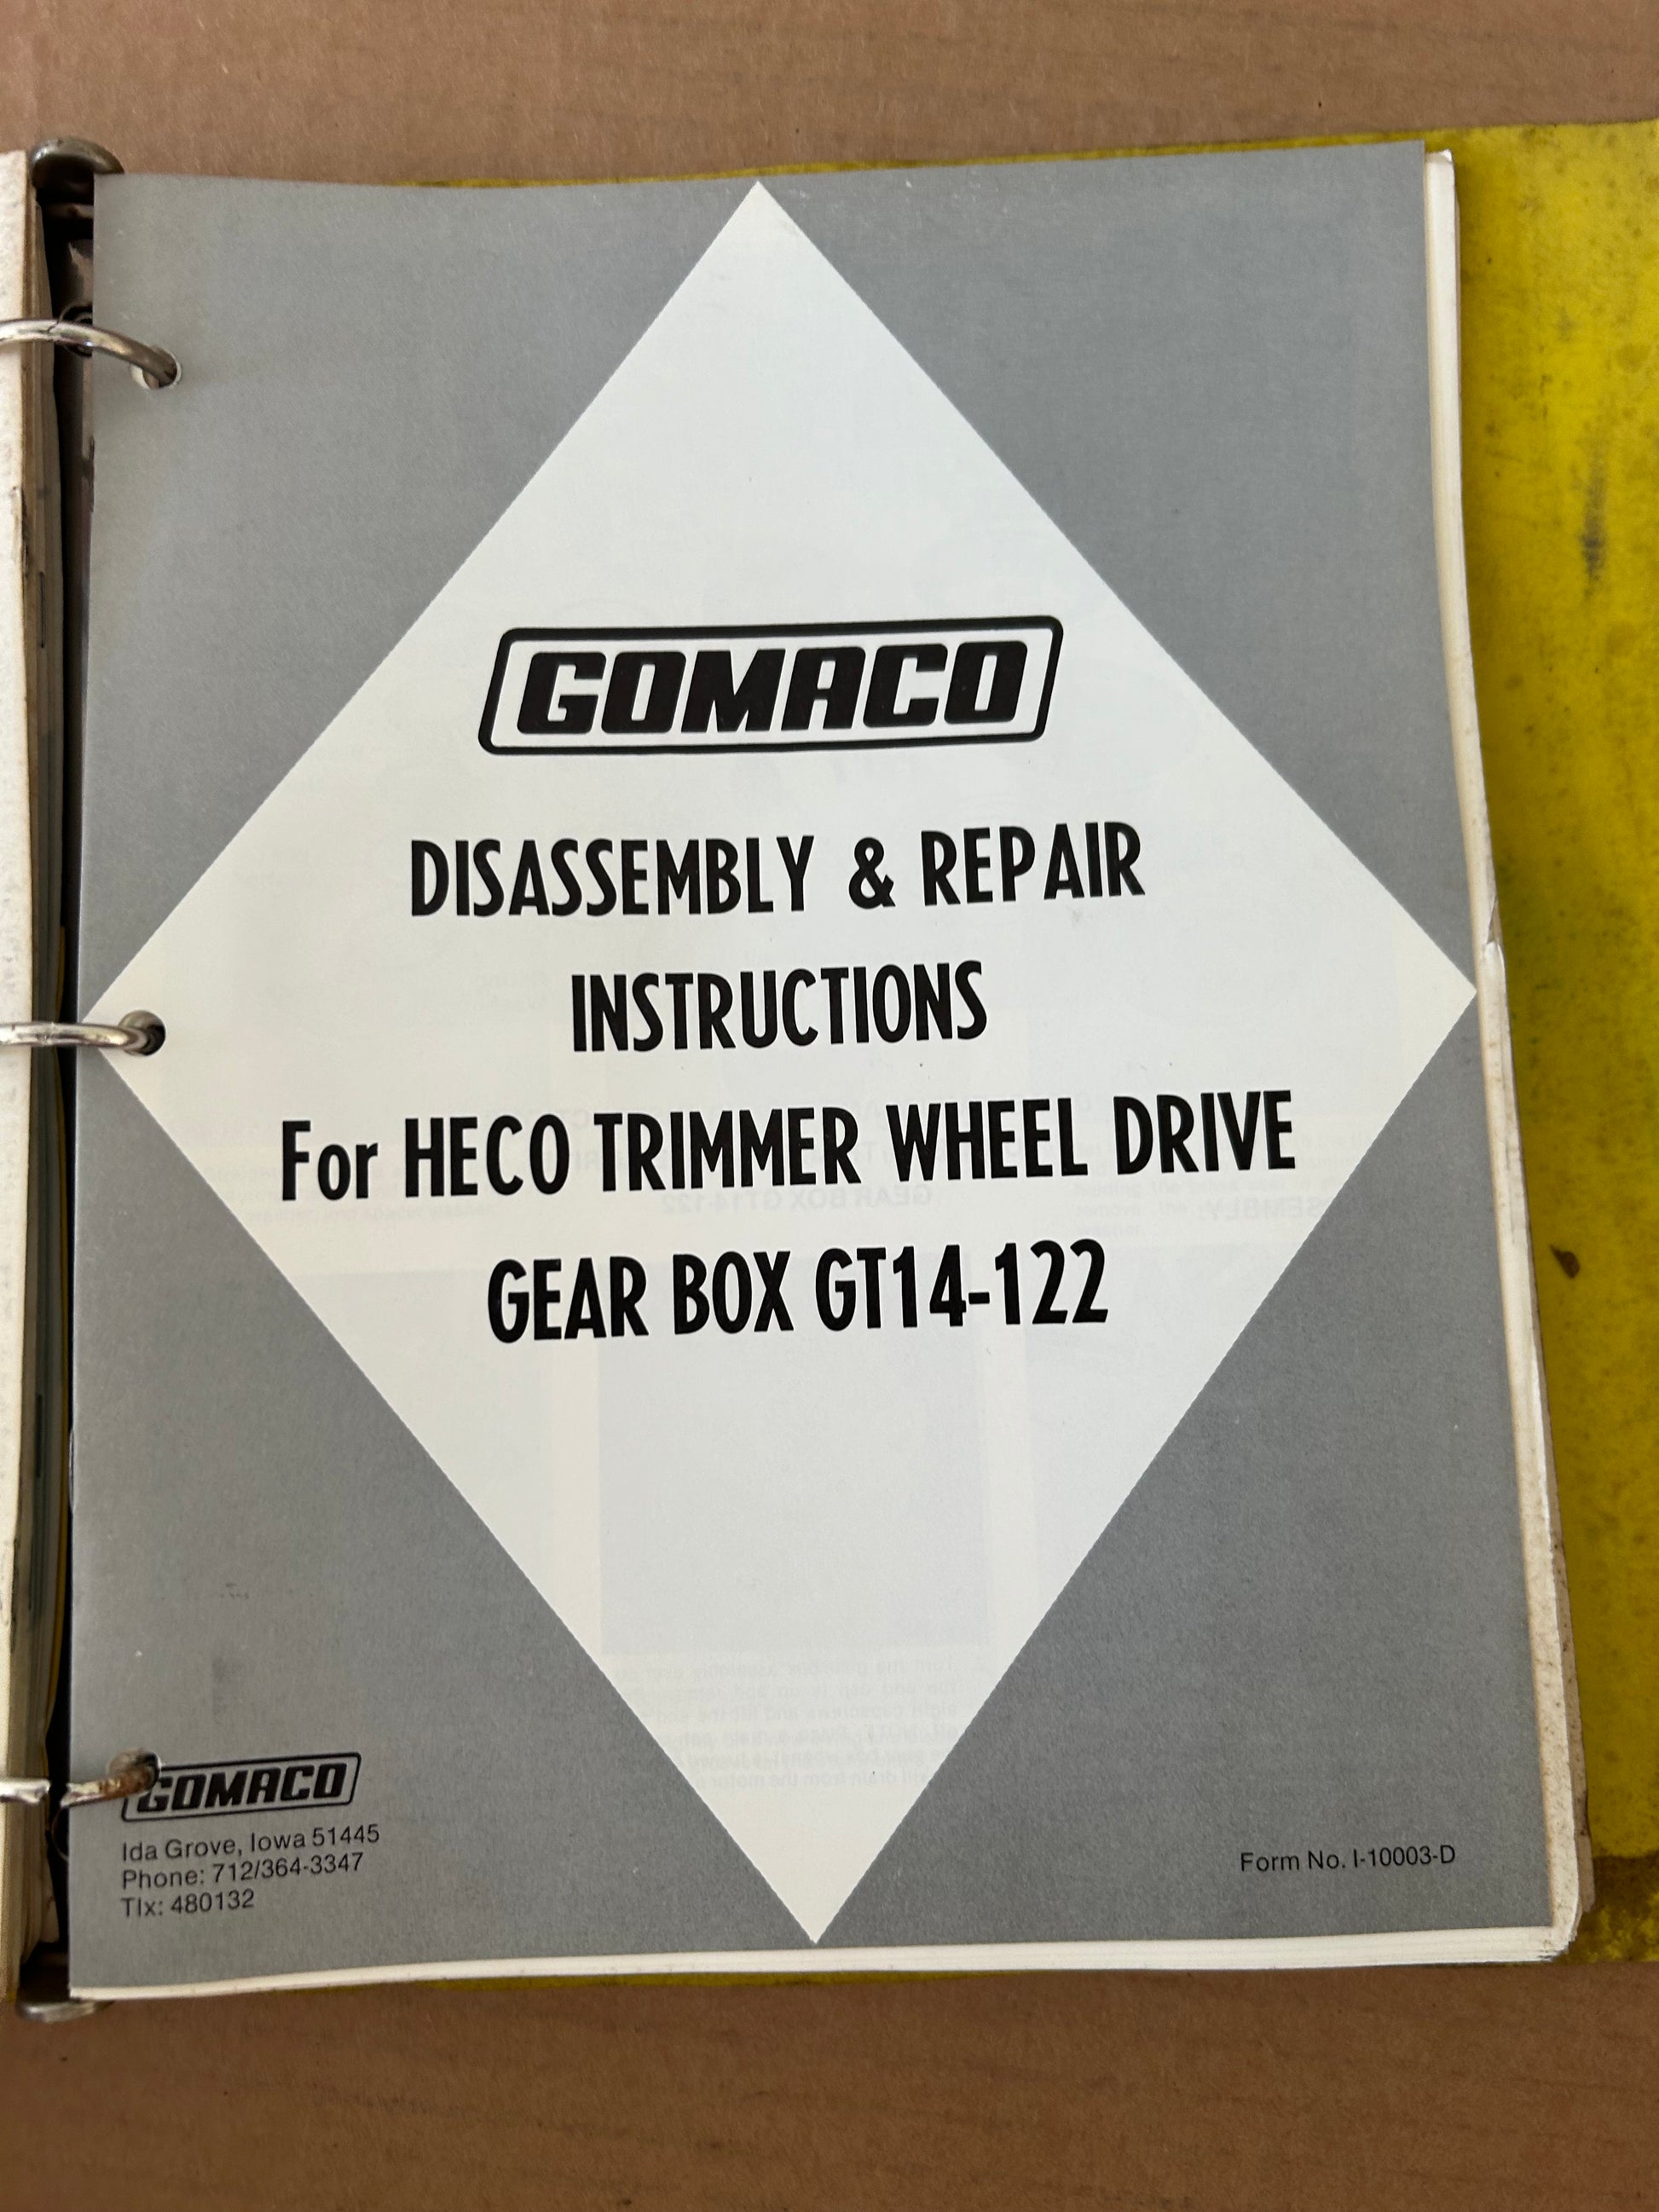 GOMACO
DISASSEMBLY & REPAIR
INSTRUCTIONS
For HECO TRIMMER WHEEL DRIVE
GEAR BOX GT14-122
GOMACO
Ida Grove, Iowa 51445
Phone: 712/364-3347
Tlx: 480132
Form No. I-10003-D